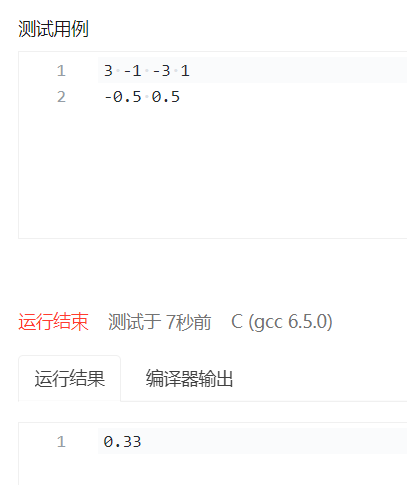 测试用例
1 3 -1 -3 1
2 -0.5 0.5
运行结束 测试于 7秒前 C (gcc 6.5.0)
运行结果 编译器输出
1 0.33